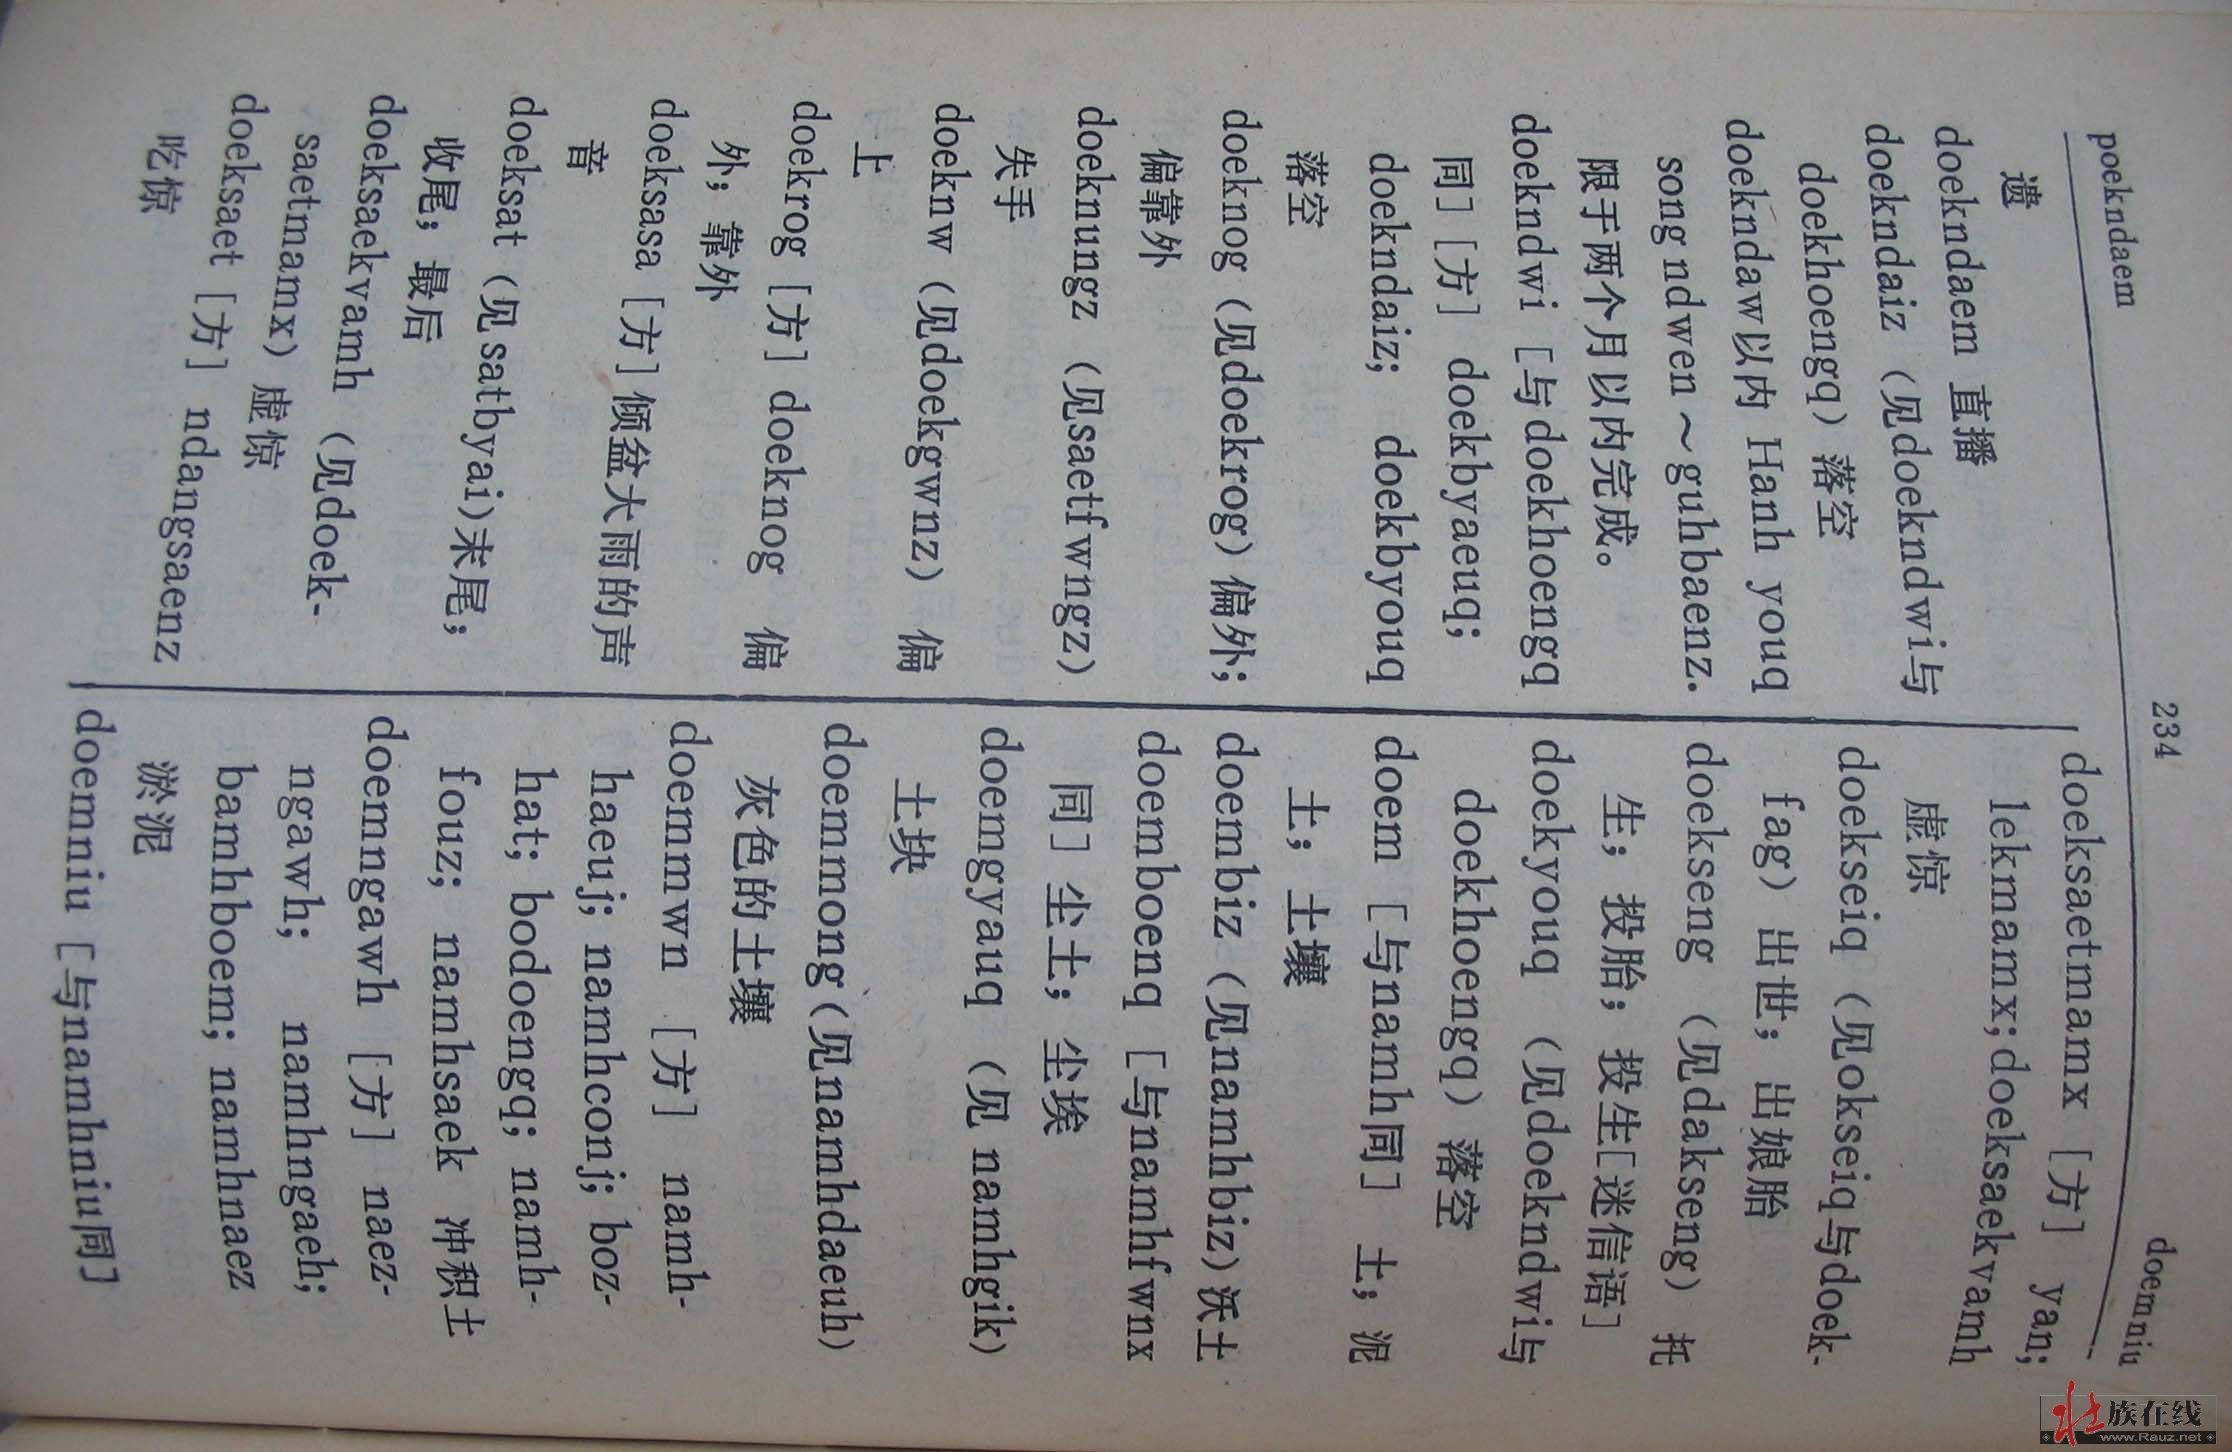 poekndaem
234
doemniu
遗
doekndaem 直播
doekndaiz（见doekndwi与
doekhoengq）落空
doekndaw以内 Hanh youq
song ndwen～guhbaenz.
限于两个月以内完成。
doekndwi［与doekhoengq
同］［方］doekbyaeuq;
doekndaiz; doekbyouq
落空
doeknog（见doekrog）偏外;
偏靠外
doeknungz（见saetfwngz）
失手
doeknw（见doekgwnz）偏
上
doekrog［方］doeknog 偏
外; 靠外
doeksasa［方］倾盆大雨的声
音
doeksat（见satbyai)末尾;
收尾; 最后
doeksaekvamh（见doek-
saetmamx）虚惊
doeksaet［方］ndangsaenz
吃惊
doeksaetmamx［方］yan;
lekmamx; doeksaekvamh
虚惊
doekseiq（见okseiq与doek-
fag）出世; 出娘胎
doekseng（见dakseng）托
生; 投胎; 投生［迷信语］
doekyouq（见doekndwi与
doekhoengq）落空
doem［与namh同］土; 泥
土; 土壤
doembiz（见namhbiz)沃土
doemboenq［与namhfwnx
同］尘土; 尘埃
doemgyauq（见 namhgik)
土块
doemmong(见namhdaeuh)
灰色的土壤
doemmwn［方］namh-
haeuj; namhconj; boz-
hat; bodoengq; namh-
fouz; namhsaek 冲积土
doemngawh［方］naez-
ngawh; namhngaeh;
bamhboem; namhnaez
淤泥
doemniu［与namhniu同］
壮族在线
www.Rauz.net